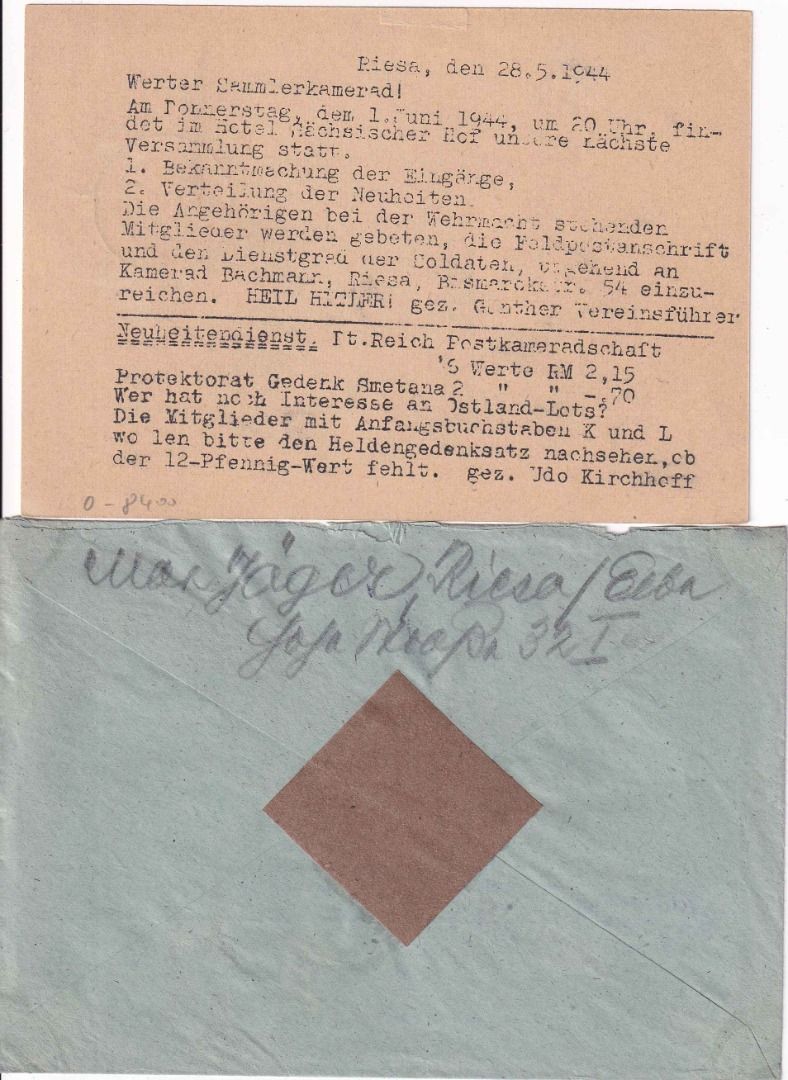 Riesa, den 28.5.1944
Werter Sammlerkamerad!
Am Donnerstag, dem 1.Juni 1944, um 20 Uhr, fin-
det im Hotel Sächsischer Hof unsere nächste
Versammlung statt.
1. Bekanntmachung der Eingänge,
2. Verteilung der Neuheiten.
Die Angehörigen bei der Wehrmacht stehenden
Mitglieder werden gebeten, die Feldpostanschrift
und den Dienstgrad der Soldaten, umgehend an
Kamerad Bachmann, Riesa, Bismarckstr. 54 einzu-
reichen. HEIL HITLER! gez. Günther Vereinsführer
Neuheitendienst. Dt.Reich Postkameradschaft
6 Werte RM 2,15
Protektorat Gedenk Smetana 2 " " -.70
Wer hat noch Interesse an Ostland-Lots?
Die Mitglieder mit Anfangsbuchstaben K und L
wo len bitte den Heldengedenksatz nachsehen,ob
der 12-Pfennig-Wert fehlt. gez. Udo Kirchhoff
0-8400
Max Jäger, Riesa/Elbe
32 I